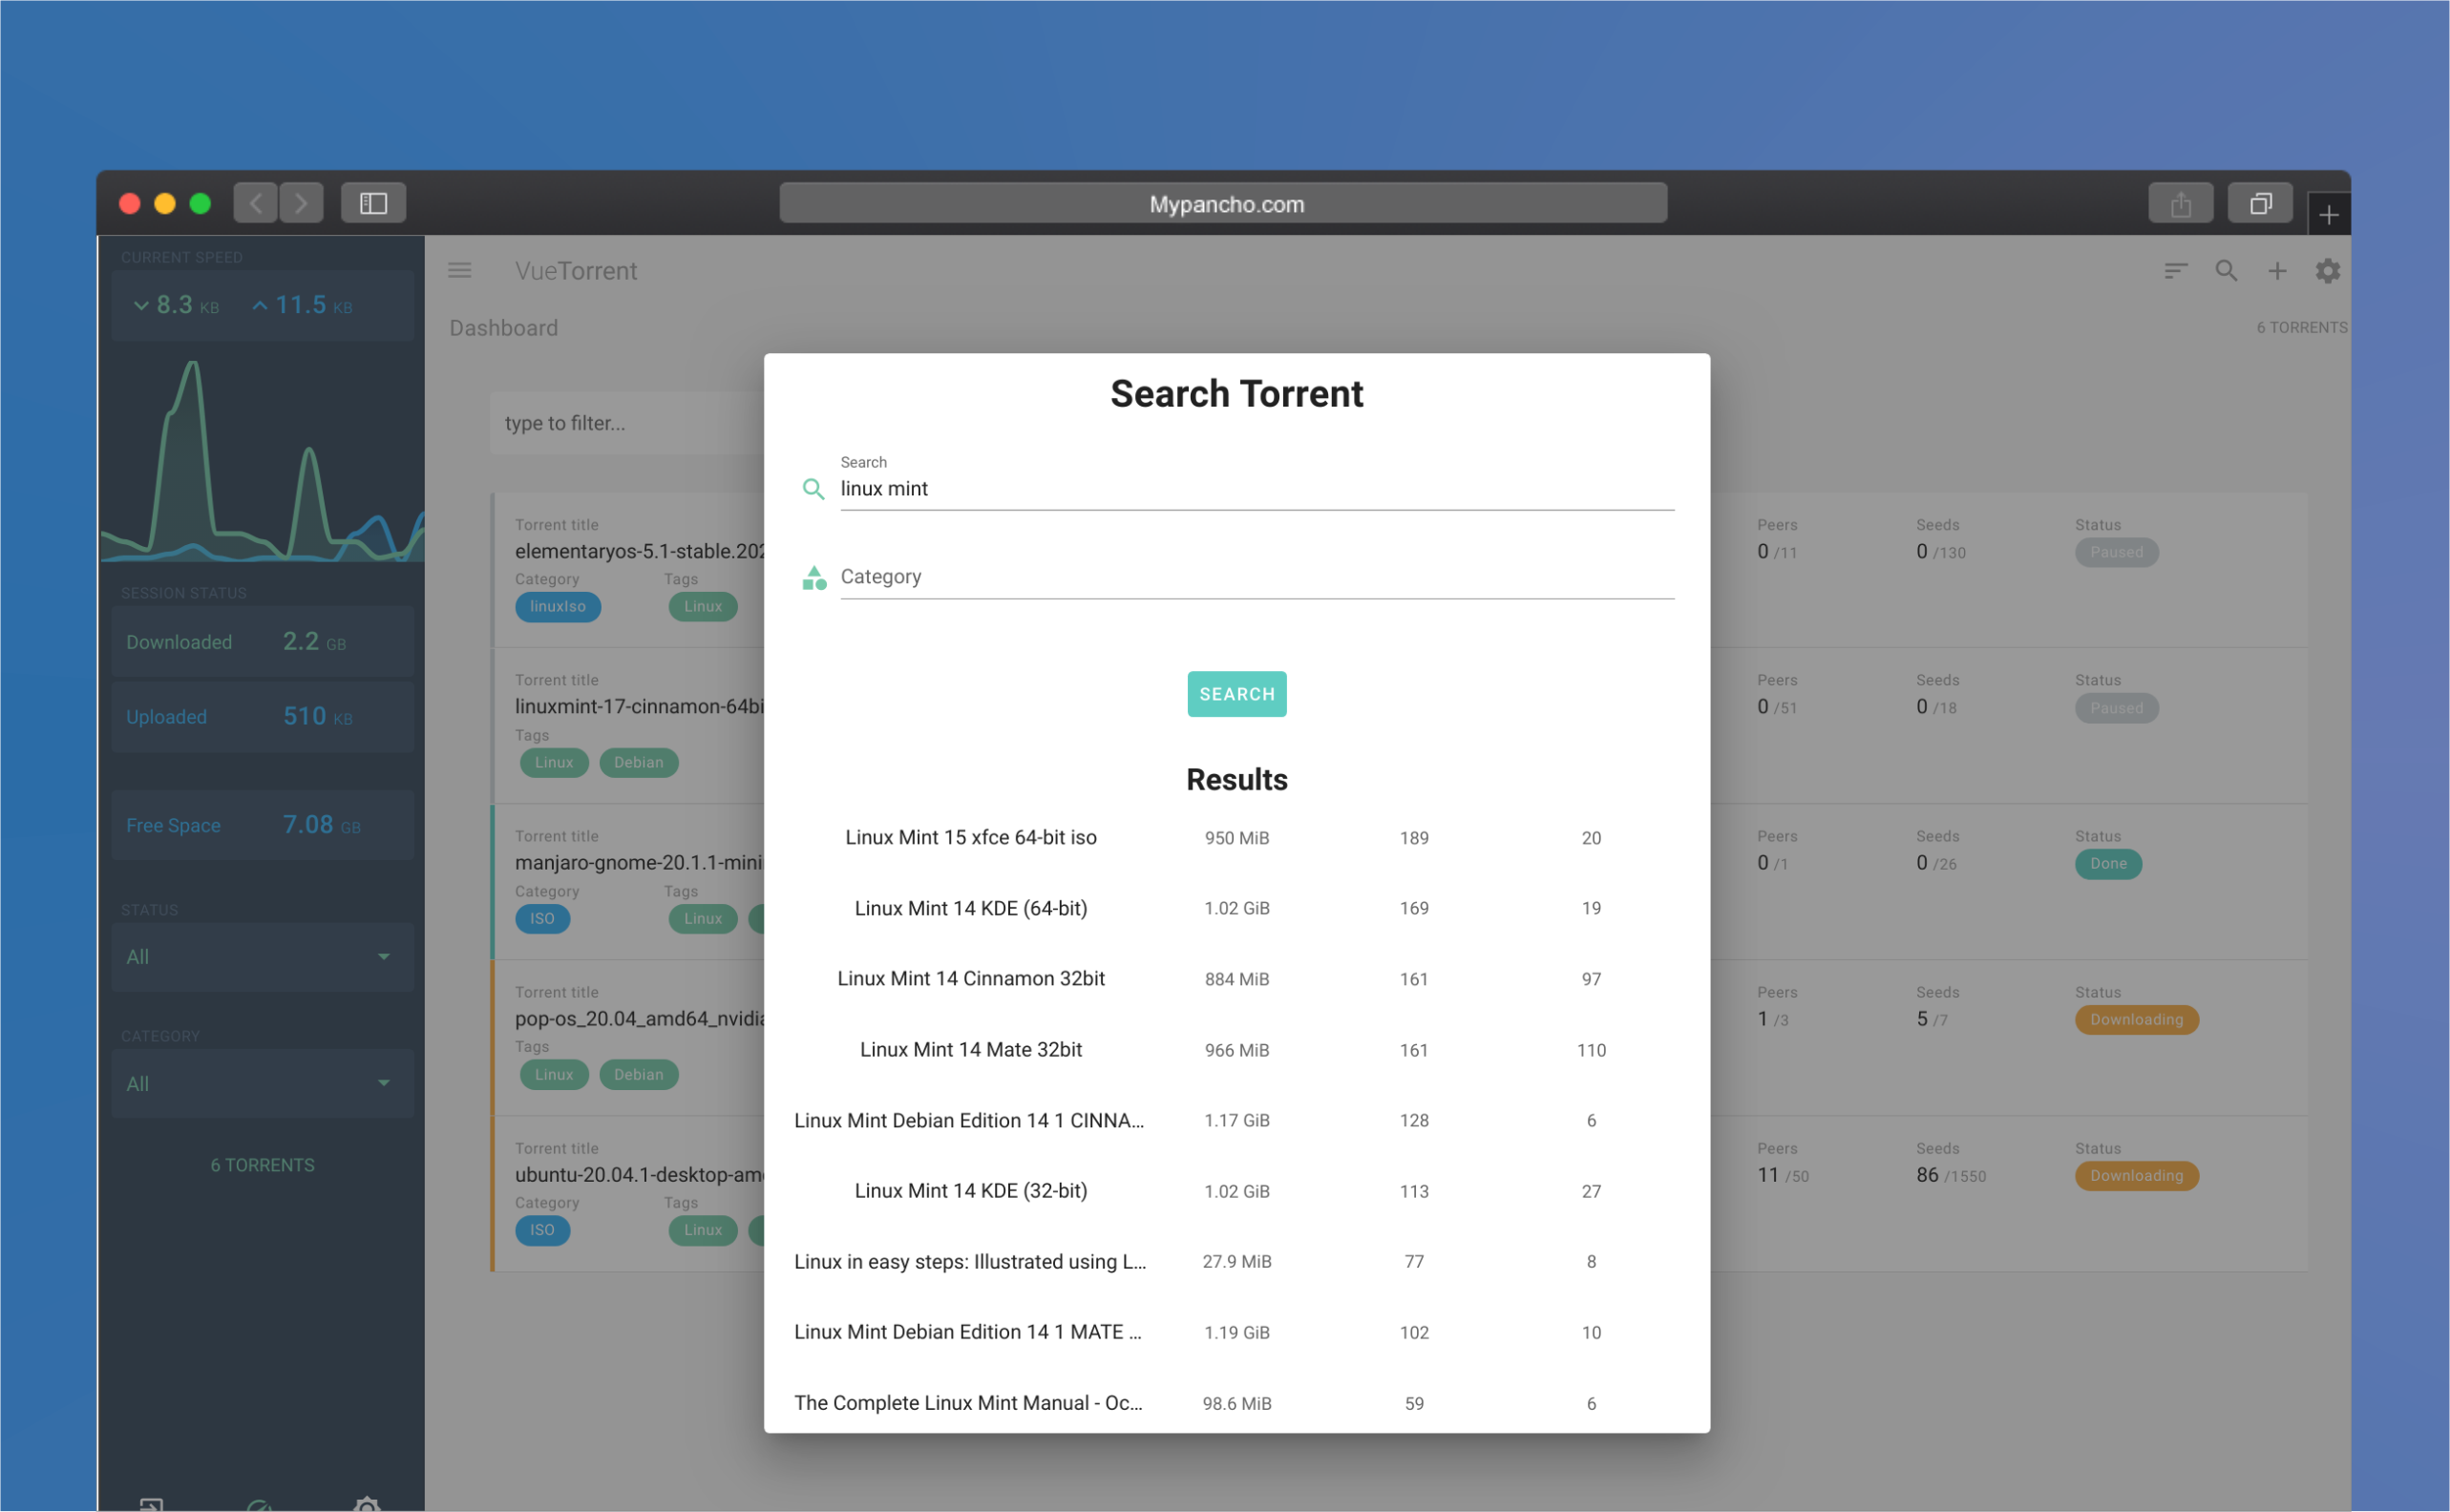 Mypancho.com
CURRENT SPEED
8.3 KB 11.5 KB
SESSION STATUS
Downloaded 2.2 GB
Uploaded 510 KB
Free Space 7.08 GB
STATUS
All
CATEGORY
All
6 TORRENTS
VueTorrent
Dashboard
6 TORRENTS
type to filter...
Torrent title
elementaryos-5.1-stable.202
Category Tags
linuxIso Linux
Peers Seeds Status
0 /11 0 /130 Paused
Torrent title
linuxmint-17-cinnamon-64bi
Tags
Linux Debian
Peers Seeds Status
0 /51 0 /18 Paused
Torrent title
manjaro-gnome-20.1.1-mini
Category Tags
ISO Linux
Peers Seeds Status
0 /1 0 /26 Done
Torrent title
pop-os_20.04_amd64_nvidia
Tags
Linux Debian
Peers Seeds Status
1 /3 5 /7 Downloading
Torrent title
ubuntu-20.04.1-desktop-am
Category Tags
ISO Linux
Peers Seeds Status
11 /50 86 /1550 Downloading
Search Torrent
Search
linux mint
Category
SEARCH
Results
Linux Mint 15 xfce 64-bit iso 950 MiB 189 20
Linux Mint 14 KDE (64-bit) 1.02 GiB 169 19
Linux Mint 14 Cinnamon 32bit 884 MiB 161 97
Linux Mint 14 Mate 32bit 966 MiB 161 110
Linux Mint Debian Edition 14 1 CINNA... 1.17 GiB 128 6
Linux Mint 14 KDE (32-bit) 1.02 GiB 113 27
Linux in easy steps: Illustrated using L... 27.9 MiB 77 8
Linux Mint Debian Edition 14 1 MATE ... 1.19 GiB 102 10
The Complete Linux Mint Manual - Oc... 98.6 MiB 59 6